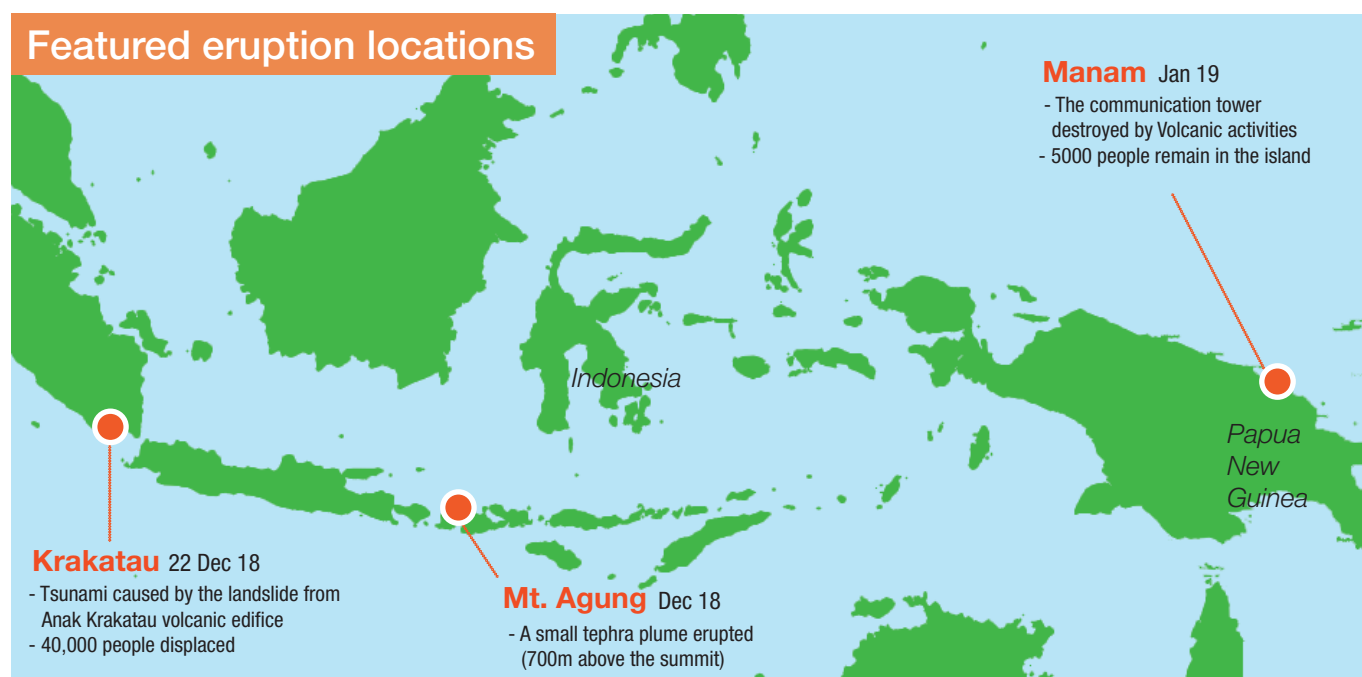 Featured eruption locations
Manam Jan 19
- The communication tower
destroyed by Volcanic activities
- 5000 people remain in the island
Indonesia
Papua
New
Guinea
Krakatau 22 Dec 18
- Tsunami caused by the landslide from
Anak Krakatau volcanic edifice
- 40,000 people displaced
Mt. Agung Dec 18
- A small tephra plume erupted
(700m above the summit)